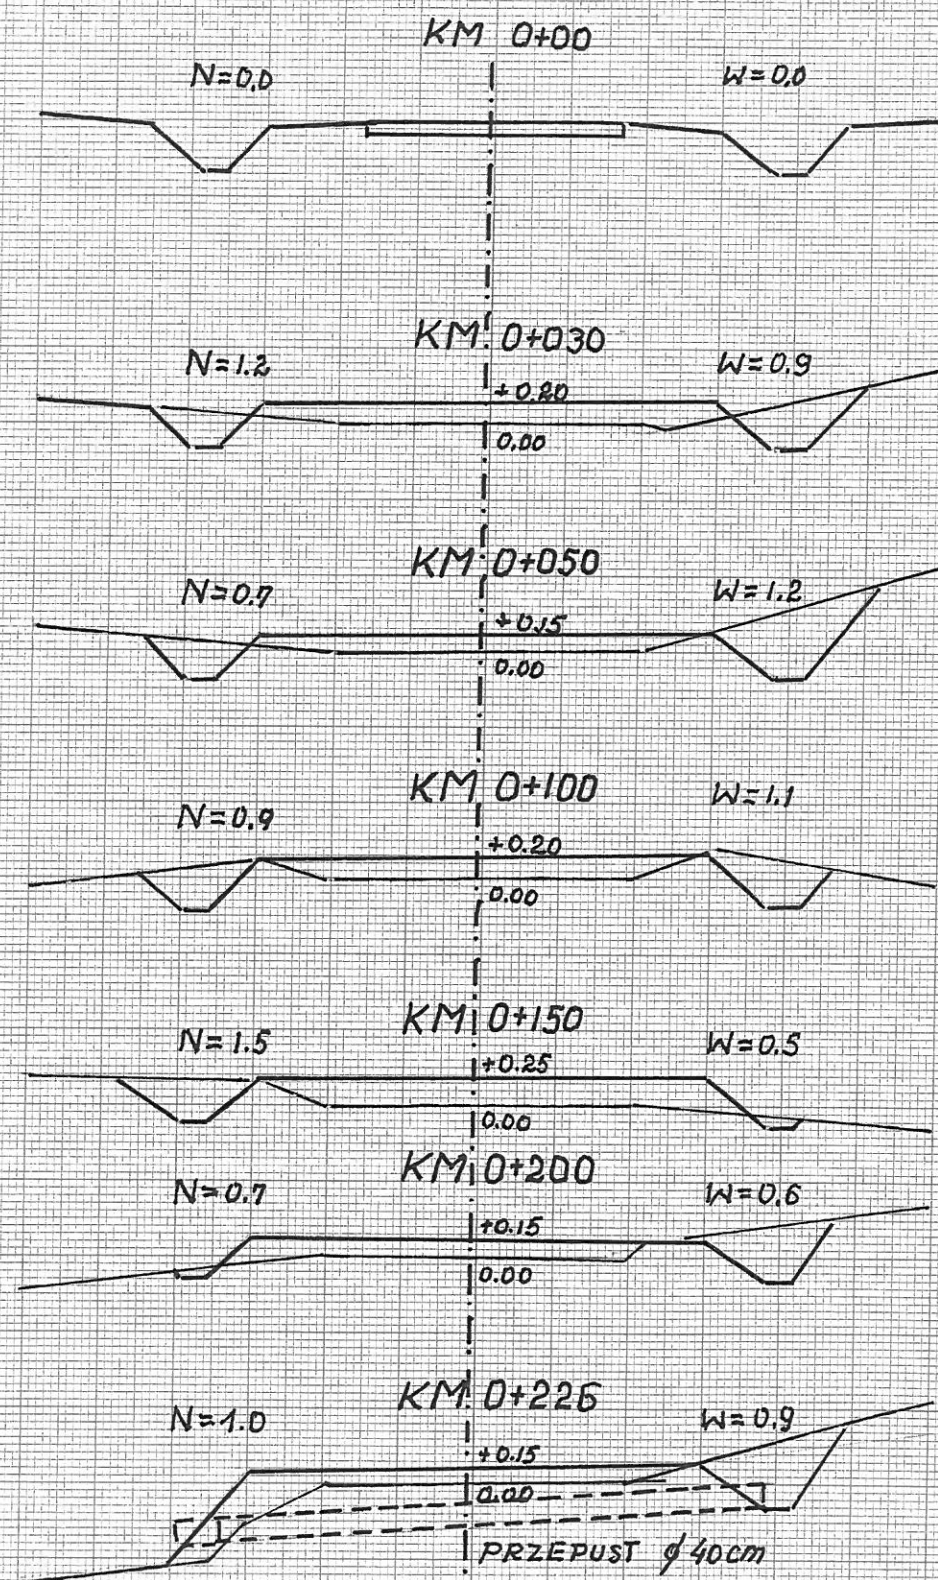 KM 0+00
N=0,0 W=0,0
KM 0+030
N=1.2 W=0.9
+0.20
0.00
KM 0+050
N=0.7 W=1.2
+0.15
0.00
KM 0+100
N=0.9 W=1.1
+0.20
0.00
KM 0+150
N=1.5 W=0.5
+0.25
0.00
KM 0+200
N=0.7 W=0.6
+0.15
0.00
KM 0+226
N=1.0 W=0.9
+0.15
0.00
PRZEPUST ϕ 40cm